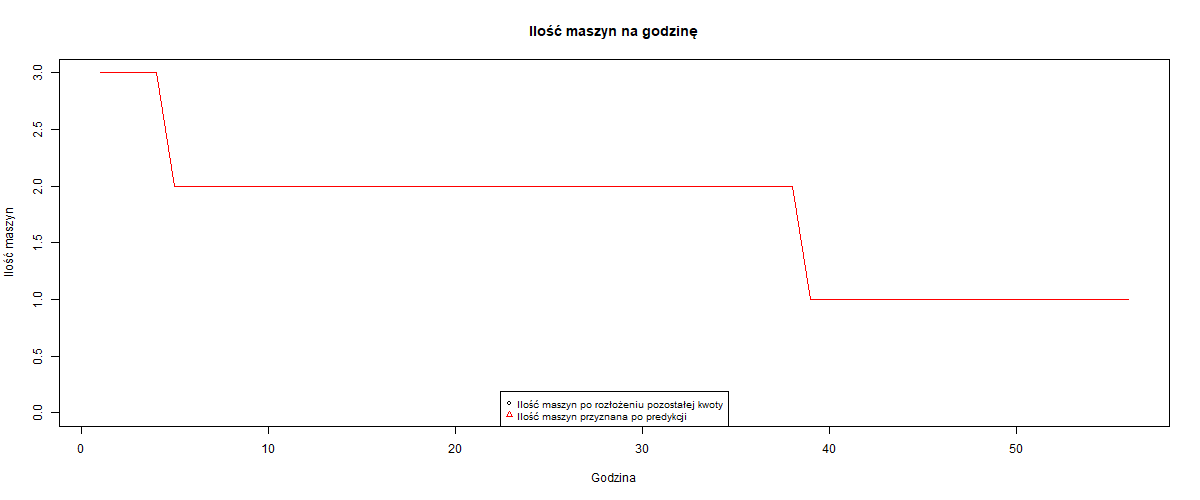 Ilość maszyn na godzinę
Ilość maszyn
3.0
2.5
2.0
1.5
1.0
0.5
0.0
Ilość maszyn po rozłożeniu pozostałej kwoty
Ilość maszyn przyznana po predykcji
0 10 20 30 40 50
Godzina